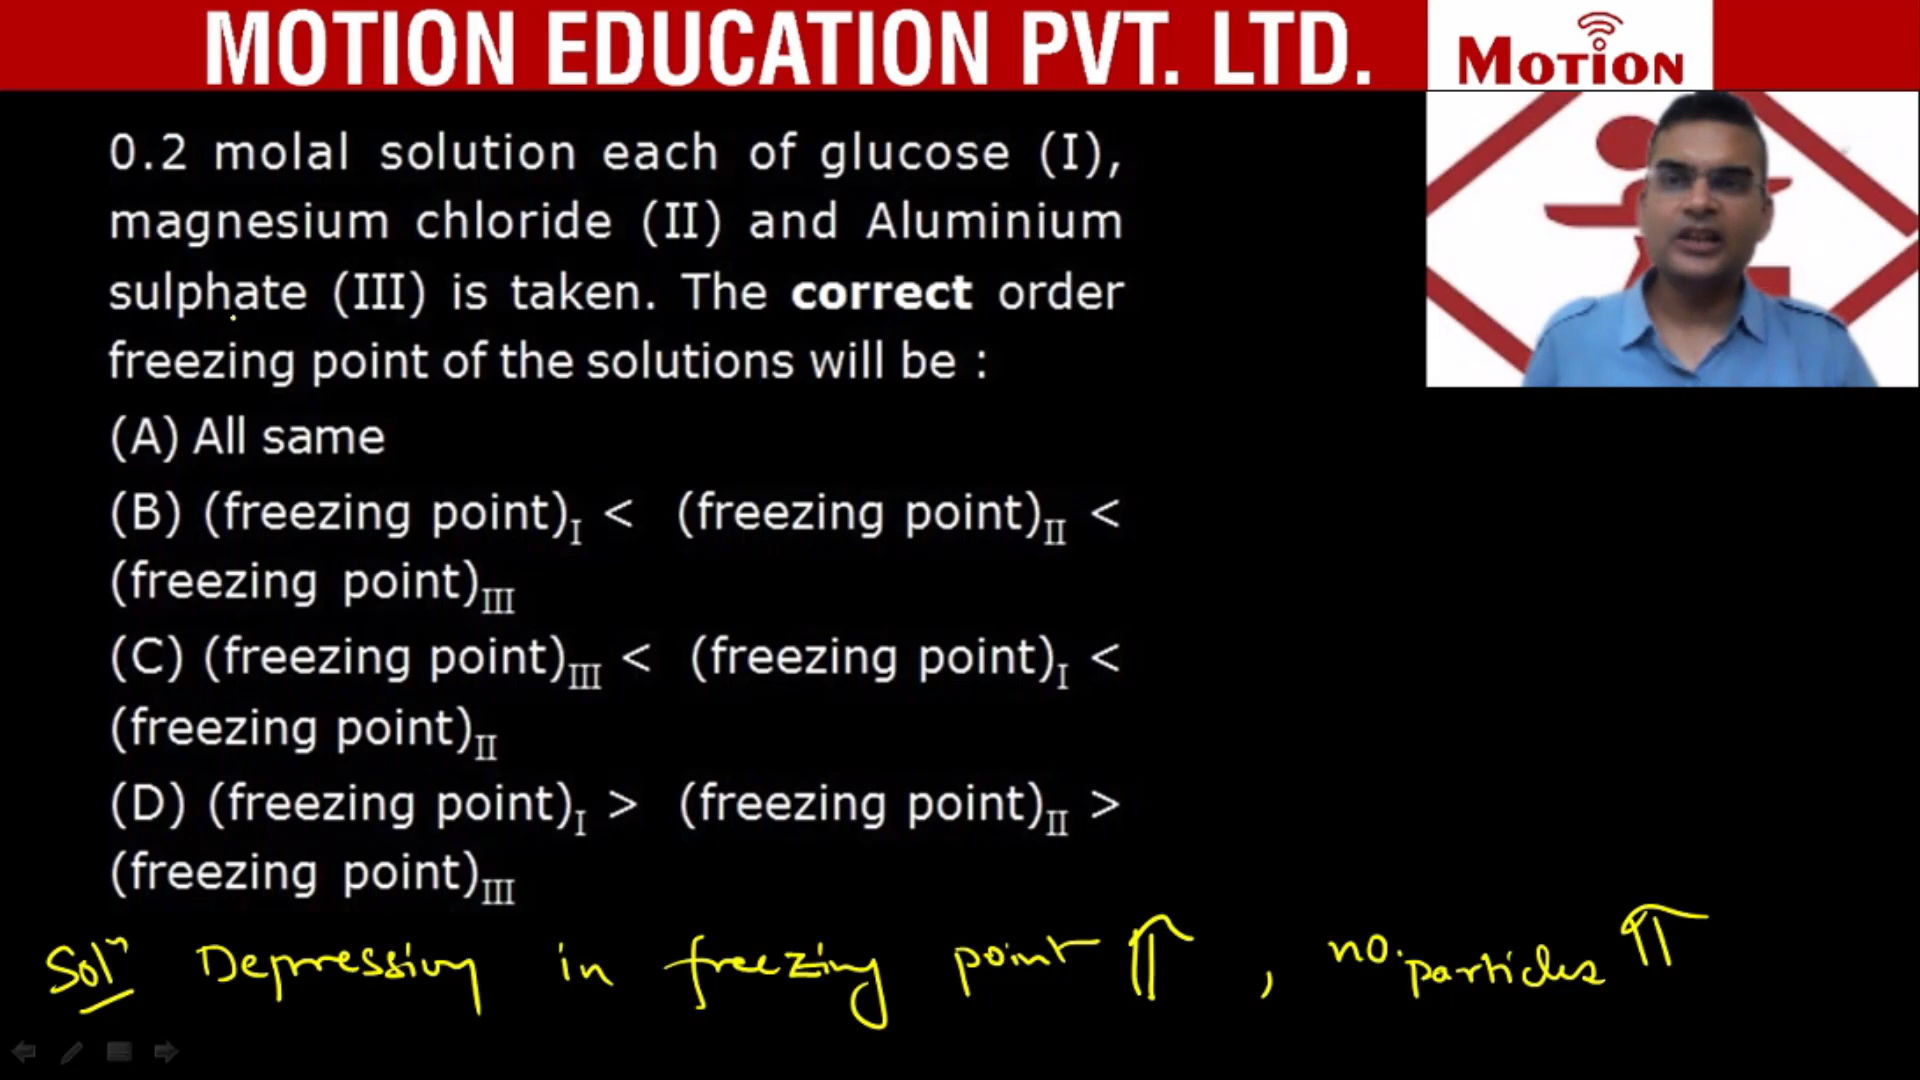 MOTION EDUCATION PVT. LTD.
MOTION
0.2 molal solution each of glucose (I),
magnesium chloride (II) and Aluminium
sulphate (III) is taken. The correct order
freezing point of the solutions will be :
(A) All same
(B) (freezing point)I < (freezing point)II <
(freezing point)III
(C) (freezing point)III < (freezing point)I <
(freezing point)II
(D) (freezing point)I > (freezing point)II >
(freezing point)III
Solⁿ Depression in freezing point ⇑, no. particles ⇑